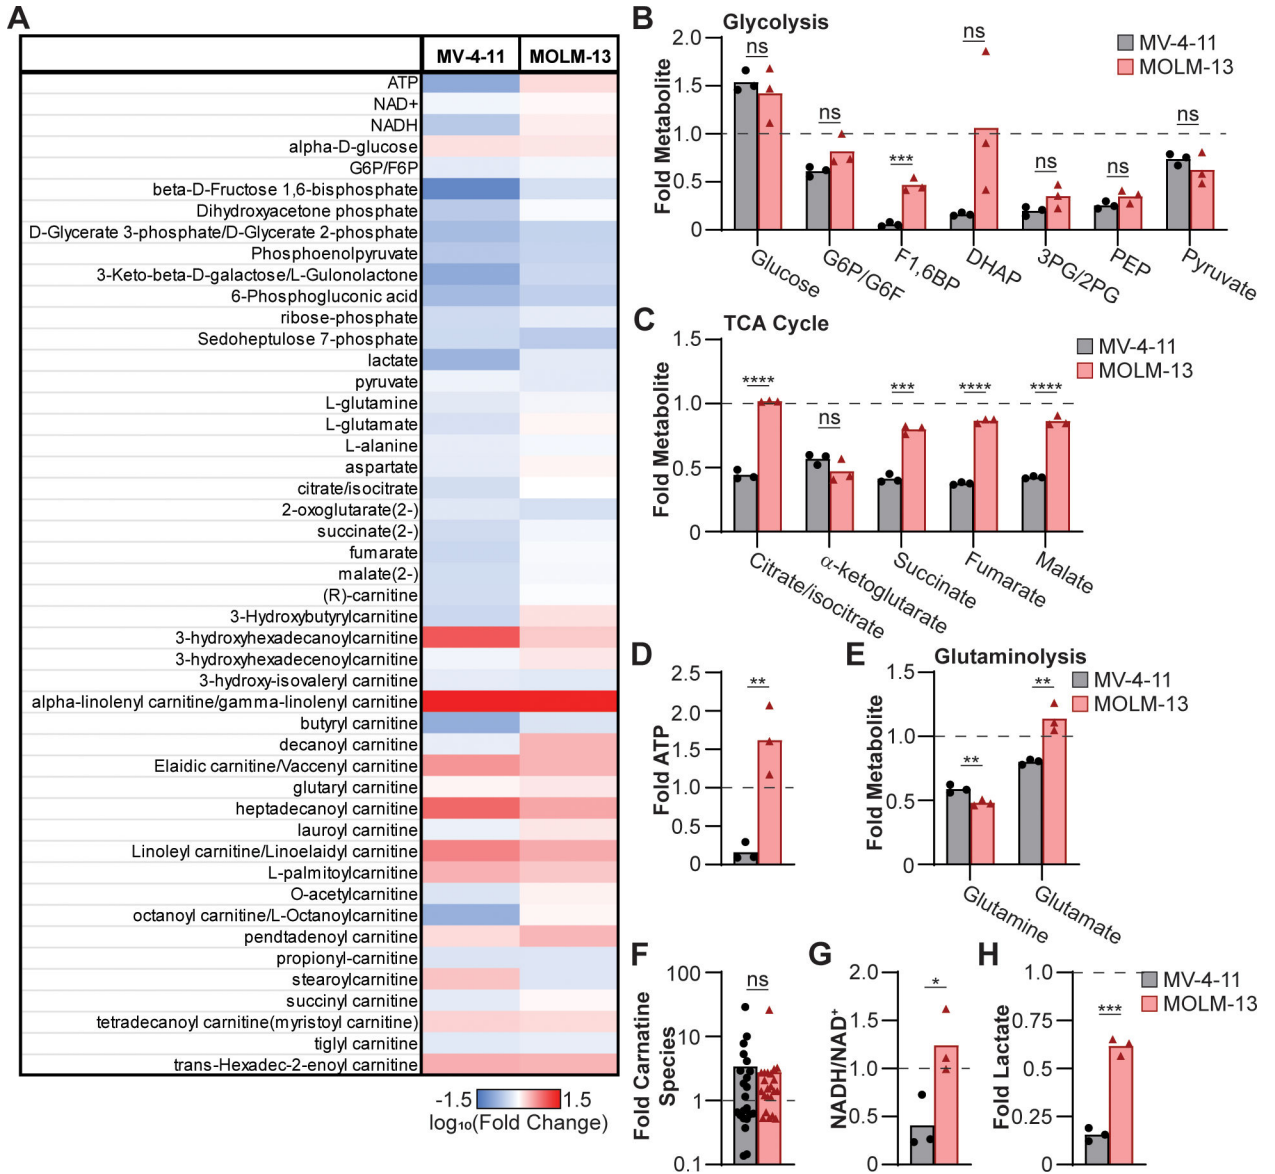 A
MV-4-11 MOLM-13
ATP
NAD+
NADH
alpha-D-glucose
G6P/F6P
beta-D-Fructose 1,6-bisphosphate
Dihydroxyacetone phosphate
D-Glycerate 3-phosphate/D-Glycerate 2-phosphate
Phosphoenolpyruvate
3-Keto-beta-D-galactose/L-Gulonolactone
6-Phosphogluconic acid
ribose-phosphate
Sedoheptulose 7-phosphate
lactate
pyruvate
L-glutamine
L-glutamate
L-alanine
aspartate
citrate/isocitrate
2-oxoglutarate(2-)
succinate(2-)
fumarate
malate(2-)
(R)-carnitine
3-Hydroxybutyrylcarnitine
3-hydroxyhexadecanoylcarnitine
3-hydroxyhexadecenoylcarnitine
3-hydroxy-isovaleryl carnitine
alpha-linolenyl carnitine/gamma-linolenyl carnitine
butyryl carnitine
decanoyl carnitine
Elaidic carnitine/Vaccenyl carnitine
glutaryl carnitine
heptadecanoyl carnitine
lauroyl carnitine
Linoleyl carnitine/Linoelaidyl carnitine
L-palmitoylcarnitine
O-acetylcarnitine
octanoyl carnitine/L-Octanoylcarnitine
pendtadenoyl carnitine
propionyl-carnitine
stearoylcarnitine
succinyl carnitine
tetradecanoyl carnitine(myristoyl carnitine)
tiglyl carnitine
trans-Hexadec-2-enoyl carnitine
-1.5 1.5
log₁₀(Fold Change)
B
Glycolysis
MV-4-11
MOLM-13
Fold Metabolite
2.0
1.5
1.0
0.5
0
ns
ns
***
ns
ns
ns
ns
Glucose
G6P/G6F
F1,6BP
DHAP
3PG/2PG
PEP
Pyruvate
C
TCA Cycle
MV-4-11
MOLM-13
Fold Metabolite
1.5
1.0
0.5
0
****
ns
***
****
****
Citrate/isocitrate
α-ketoglutarate
Succinate
Fumarate
Malate
D
Fold ATP
2.5
2.0
1.5
1.0
0.5
0
**
E
Glutaminolysis
MV-4-11
MOLM-13
Fold Metabolite
1.5
1.0
0.5
0
**
**
Glutamine
Glutamate
F
Fold Carnatine
Species
100
10
1
0.1
ns
G
NADH/NAD⁺
2.0
1.5
1.0
0.5
0
*
H
Fold Lactate
1.0
0.75
0.5
0.25
0
***
MV-4-11
MOLM-13